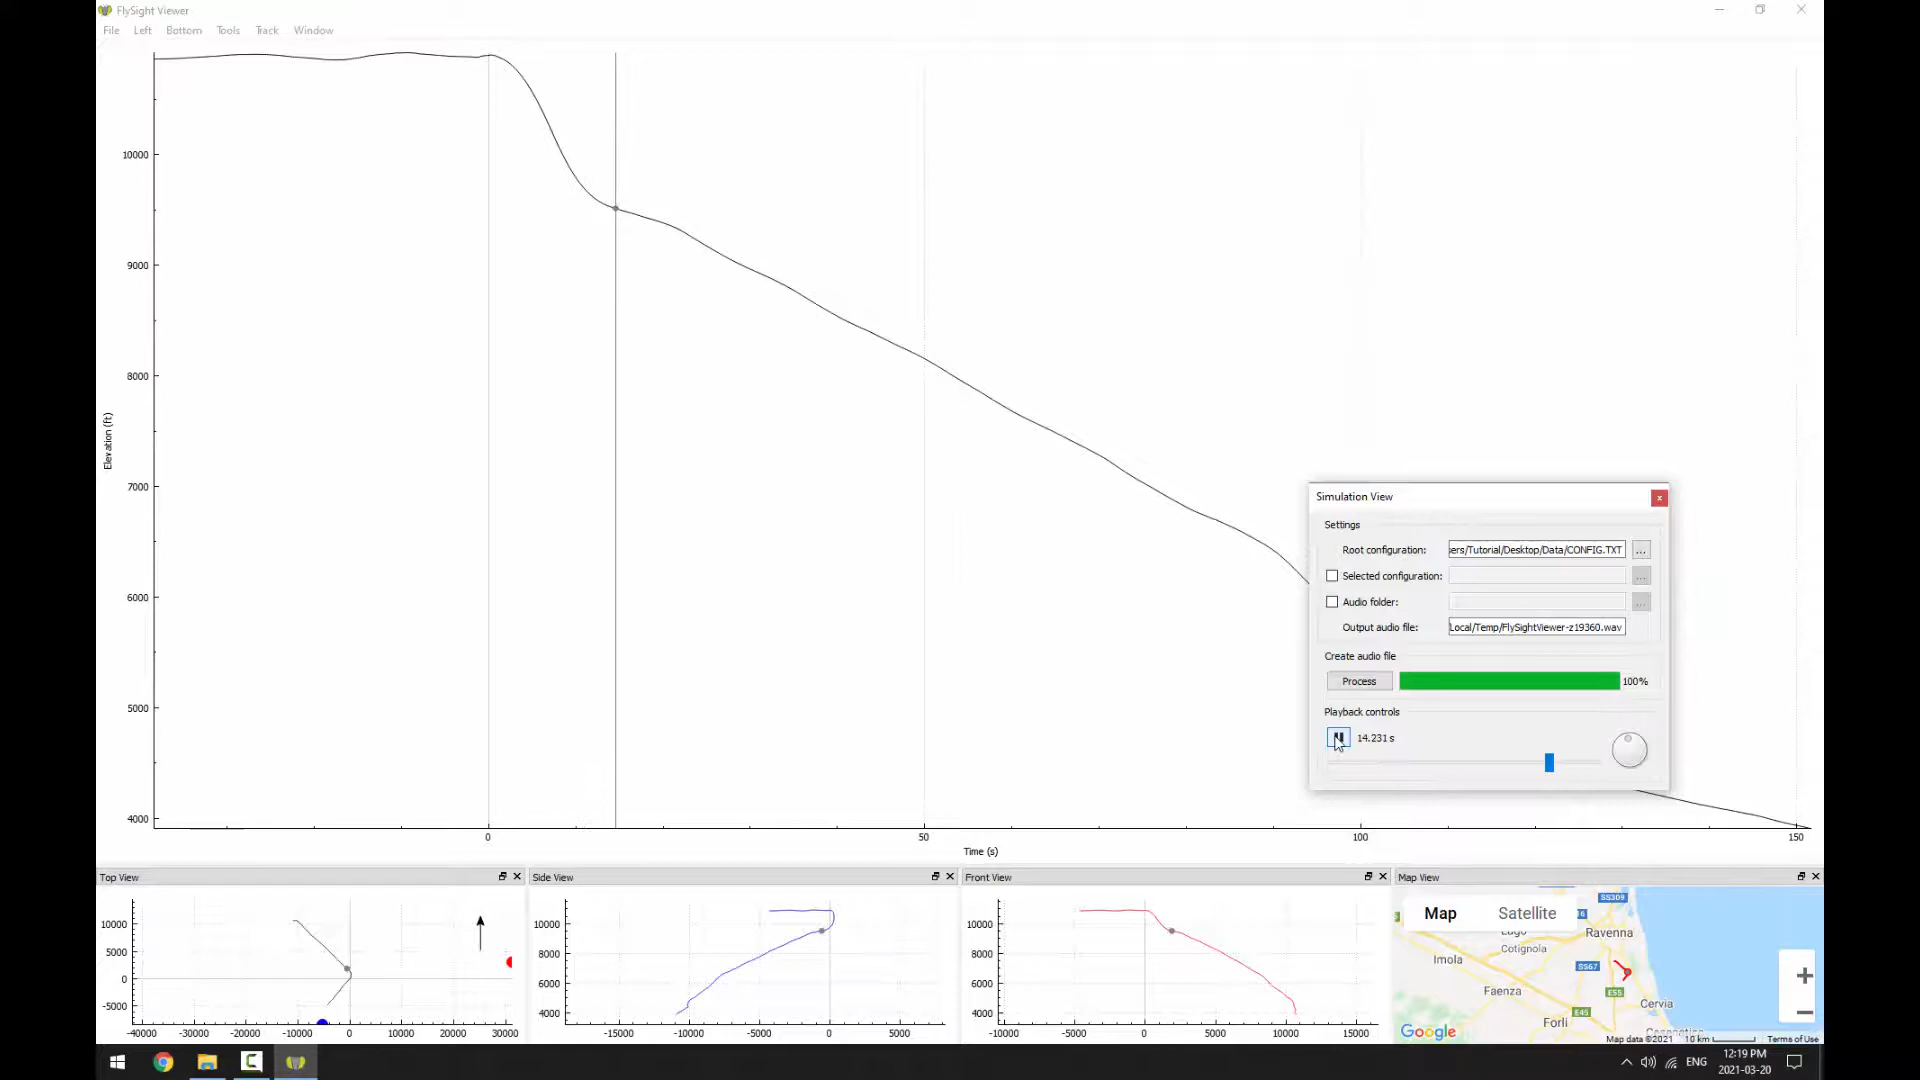 FlySight Viewer
File Left Bottom Tools Track Window
10000
9000
8000
7000
6000
5000
4000
Elevation (ft)
0 50 100 150
Time (s)
Simulation View
Settings
Root configuration: ers/Tutorial/Desktop/Data/CONFIG.TXT ...
Selected configuration: ...
Audio folder: ...
Output audio file: Local/Temp/FlySightViewer-z19360.wav
Create audio file
Process 100%
Playback controls
14.231 s
Top View
10000
5000
0
-5000
-40000 -30000 -20000 -10000 0 10000 20000 30000
Side View
10000
8000
6000
4000
-15000 -10000 -5000 0 5000
Front View
10000
8000
6000
4000
-10000 -5000 0 5000 10000 15000
Map View
Map Satellite
SS309
Ravenna
Lugo
Cotignola
Imola
SS67
Faenza
E55
Cervia
E45
Forlì
Cesenatico
Google
Map data ©2021 10 km Terms of Use
ENG
12:19 PM
2021-03-20